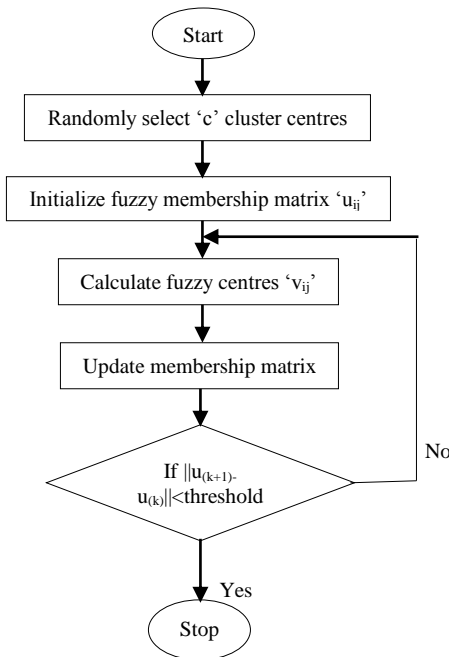 Start
Randomly select ‘c’ cluster centres
Initialize fuzzy membership matrix ‘uij’
Calculate fuzzy centres ‘vij’
Update membership matrix
If ||u(k+1)-
u(k)||<threshold
No
Yes
Stop